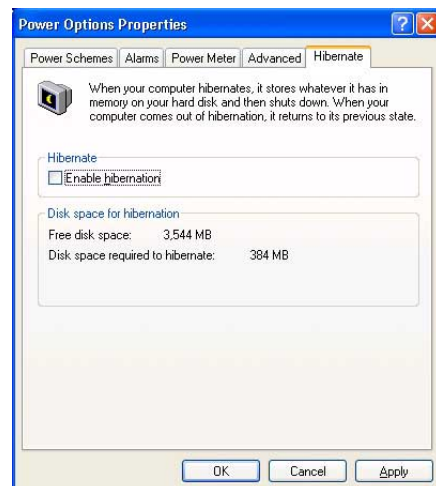 Power Options Properties
Power Schemes Alarms Power Meter Advanced Hibernate
When your computer hibernates, it stores whatever it has in
memory on your hard disk and then shuts down. When your
computer comes out of hibernation, it returns to its previous state.
Hibernate
Enable hibernation
Disk space for hibernation
Free disk space: 3,544 MB
Disk space required to hibernate: 384 MB
OK Cancel Apply